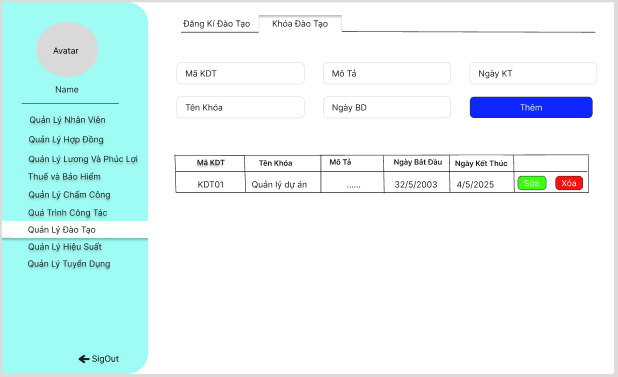 Avatar
Name
Quản Lý Nhân Viên
Quản Lý Hợp Đồng
Quản Lý Lương Và Phúc Lợi
Thuế và Bảo Hiểm
Quản Lý Chấm Công
Quá Trình Công Tác
Quản Lý Đào Tạo
Quản Lý Hiệu Suất
Quản Lý Tuyển Dụng
SigOut
Đăng Kí Đào Tạo Khóa Đào Tạo
Mã KDT Mô Tả Ngày KT
Tên Khóa Ngày BD Thêm
Mã KDT Tên Khóa Mô Tả Ngày Bắt Đầu Ngày Kết Thúc
KDT01 Quản lý dự án ...... 32/5/2003 4/5/2025 Sửa Xóa